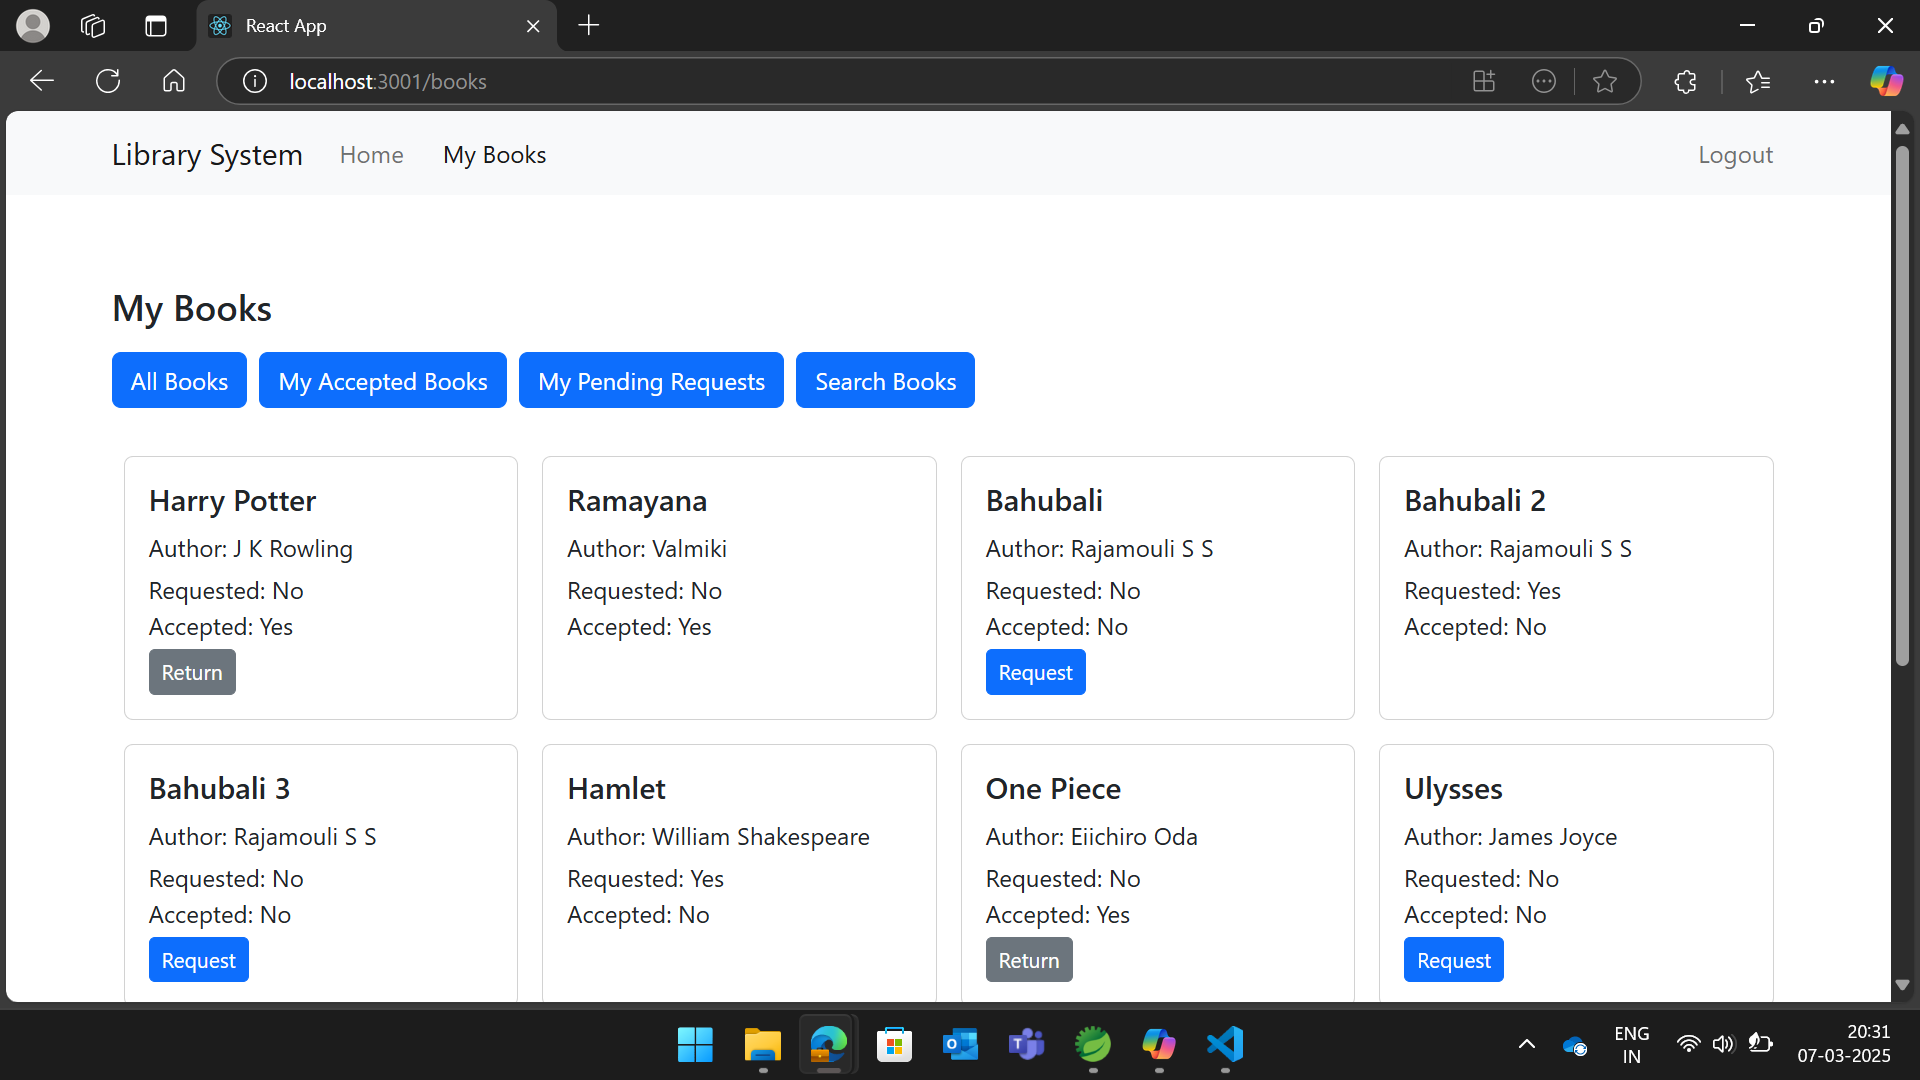 React App
localhost:3001/books
Library System Home My Books Logout
My Books
All Books My Accepted Books My Pending Requests Search Books
Harry Potter
Author: J K Rowling
Requested: No
Accepted: Yes
Return
Ramayana
Author: Valmiki
Requested: No
Accepted: Yes
Bahubali
Author: Rajamouli S S
Requested: No
Accepted: No
Request
Bahubali 2
Author: Rajamouli S S
Requested: Yes
Accepted: No
Bahubali 3
Author: Rajamouli S S
Requested: No
Accepted: No
Request
Hamlet
Author: William Shakespeare
Requested: Yes
Accepted: No
One Piece
Author: Eiichiro Oda
Requested: No
Accepted: Yes
Return
Ulysses
Author: James Joyce
Requested: No
Accepted: No
Request
ENG
IN
20:31
07-03-2025